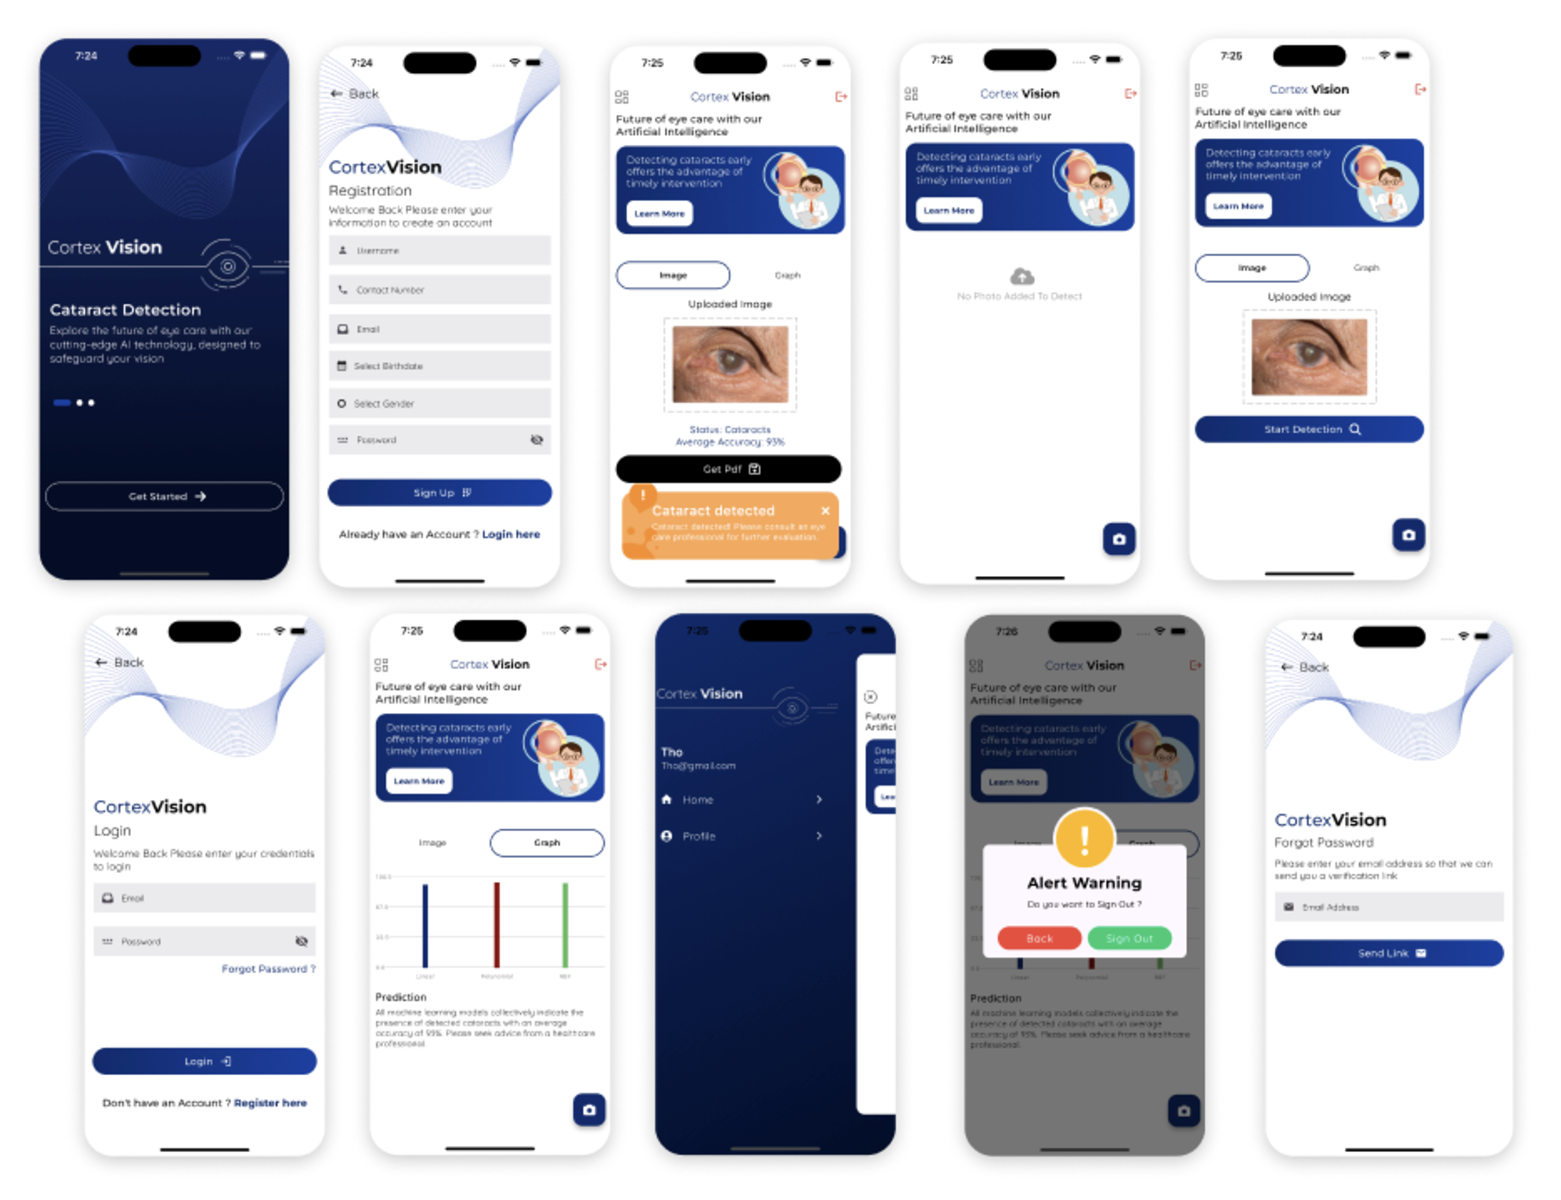 7:24
Cortex Vision
Cataract Detection
Explore the future of eye care with our
cutting-edge AI technology, designed to
safeguard your vision
Get Started
7:24
Back
CortexVision
Registration
Welcome Back Please enter your
information to create an account
Username
Contact Number
Email
Select Birthdate
Select Gender
Password
Sign Up
Already have an Account ? Login here
7:25
Cortex Vision
Future of eye care with our
Artificial Intelligence
Detecting cataracts early
offers the advantage of
timely intervention
Learn More
Image
Graph
Uploaded Image
Status: Cataracts
Average Accuracy: 93%
Get Pdf
Cataract detected
Cataract detected! Please consult an eye
care professional for further evaluation.
7:25
Cortex Vision
Future of eye care with our
Artificial Intelligence
Detecting cataracts early
offers the advantage of
timely intervention
Learn More
No Photo Added To Detect
7:25
Cortex Vision
Future of eye care with our
Artificial Intelligence
Detecting cataracts early
offers the advantage of
timely intervention
Learn More
Image
Graph
Uploaded Image
Start Detection
7:24
Back
CortexVision
Login
Welcome Back Please enter your credentials
to login
Email
Password
Forgot Password ?
Login
Don't have an Account ? Register here
7:25
Cortex Vision
Future of eye care with our
Artificial Intelligence
Detecting cataracts early
offers the advantage of
timely intervention
Learn More
Image
Graph
Linear
Polynomial
RBF
Prediction
All machine learning models collectively indicate the
presence of detected cataracts with an average
accuracy of 93%. Please seek advice from a healthcare
professional.
7:25
Cortex Vision
Tho
Tho@gmail.com
Home
Profile
Future
Artifici
Dete
offer
time
Lea
7:26
Cortex Vision
Future of eye care with our
Artificial Intelligence
Detecting cataracts early
offers the advantage of
timely intervention
Learn More
Alert Warning
Do you want to Sign Out ?
Back
Sign Out
Prediction
All machine learning models collectively indicate the
presence of detected cataracts with an average
accuracy of 93%. Please seek advice from a healthcare
professional.
7:24
Back
CortexVision
Forgot Password
Please enter your email address so that we can
send you a verification link
Email Address
Send Link